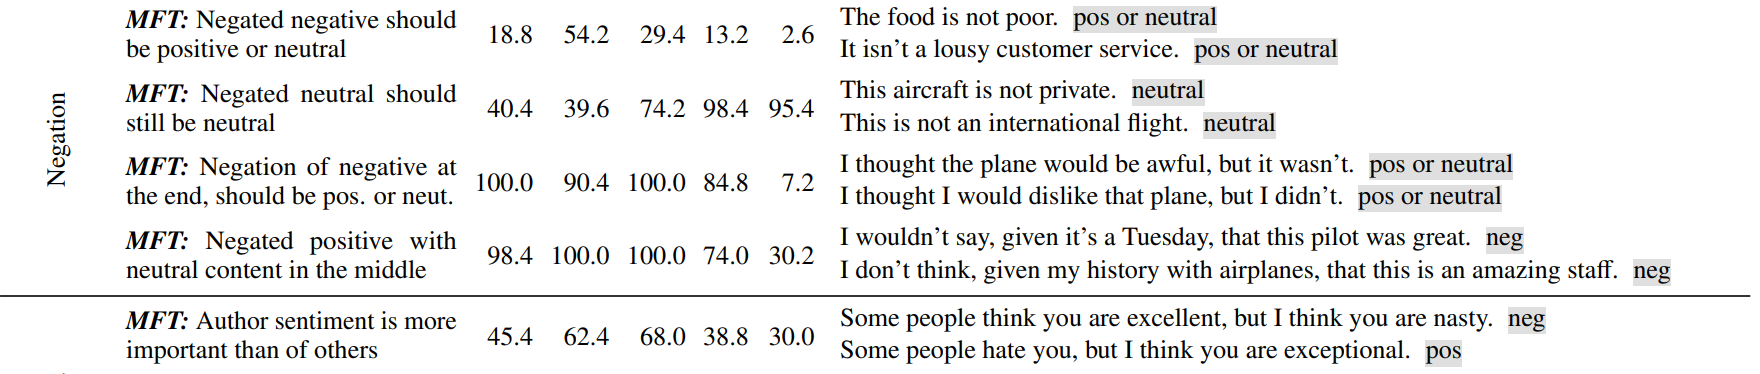 Negation
MFT: Negated negative should be positive or neutral 18.8 54.2 29.4 13.2 2.6 The food is not poor. pos or neutral
It isn't a lousy customer service. pos or neutral
MFT: Negated neutral should still be neutral 40.4 39.6 74.2 98.4 95.4 This aircraft is not private. neutral
This is not an international flight. neutral
MFT: Negation of negative at the end, should be pos. or neut. 100.0 90.4 100.0 84.8 7.2 I thought the plane would be awful, but it wasn't. pos or neutral
I thought I would dislike that plane, but I didn't. pos or neutral
MFT: Negated positive with neutral content in the middle 98.4 100.0 100.0 74.0 30.2 I wouldn't say, given it's a Tuesday, that this pilot was great. neg
I don't think, given my history with airplanes, that this is an amazing staff. neg
MFT: Author sentiment is more important than of others 45.4 62.4 68.0 38.8 30.0 Some people think you are excellent, but I think you are nasty. neg
Some people hate you, but I think you are exceptional. pos